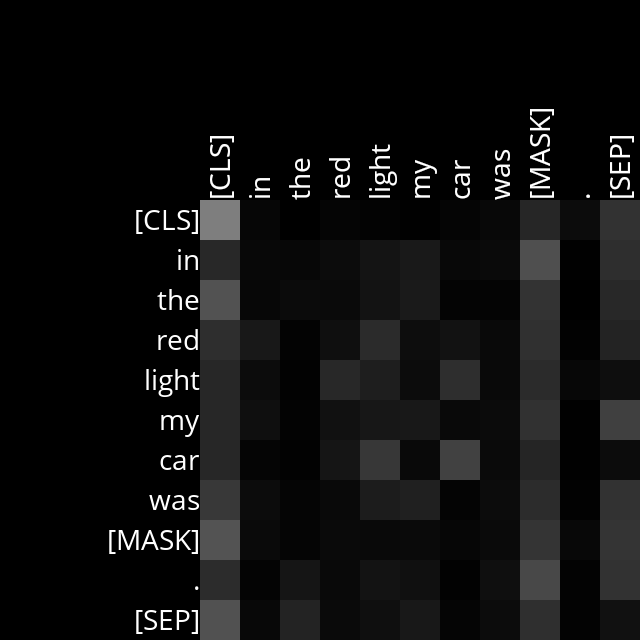 [CLS] in the red light my car was [MASK] . [SEP]
[CLS]
in
the
red
light
my
car
was
[MASK]
.
[SEP]